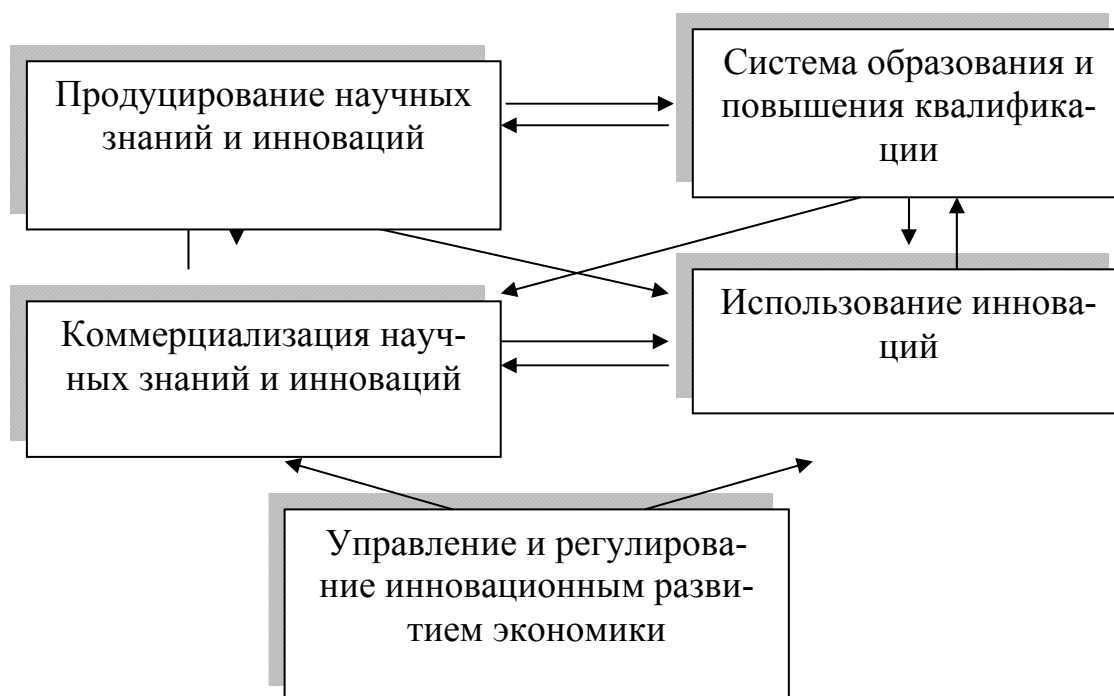 Продуцирование научных
знаний и инноваций
Система образования и
повышения квалифика-
ции
Коммерциализация науч-
ных знаний и инноваций
Использование иннова-
ций
Управление и регулирова-
ние инновационным разви-
тием экономики